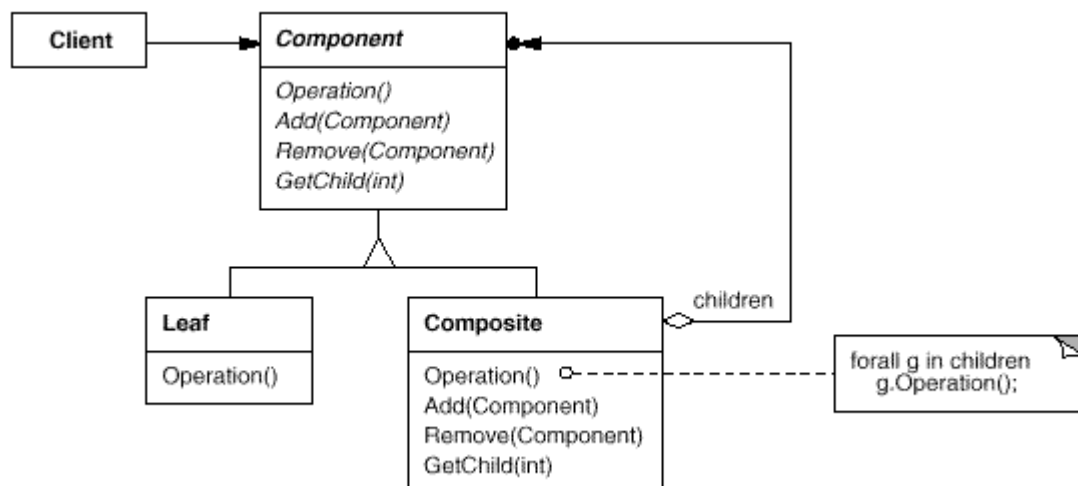 Client
Component
Operation()
Add(Component)
Remove(Component)
GetChild(int)
children
Leaf
Operation()
Composite
Operation()
Add(Component)
Remove(Component)
GetChild(int)
forall g in children
g.Operation();